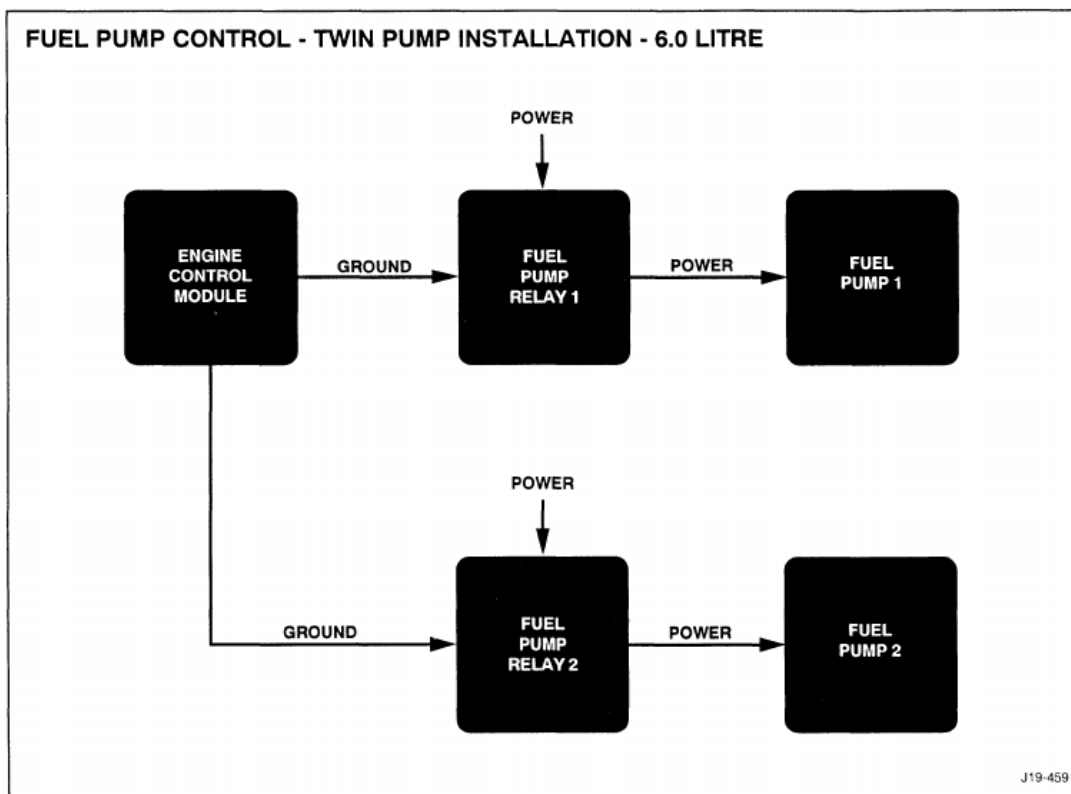 FUEL PUMP CONTROL - TWIN PUMP INSTALLATION - 6.0 LITRE
POWER
ENGINE
CONTROL
MODULE
GROUND
FUEL
PUMP
RELAY 1
POWER
FUEL
PUMP 1
POWER
GROUND
FUEL
PUMP
RELAY 2
POWER
FUEL
PUMP 2
J19-459